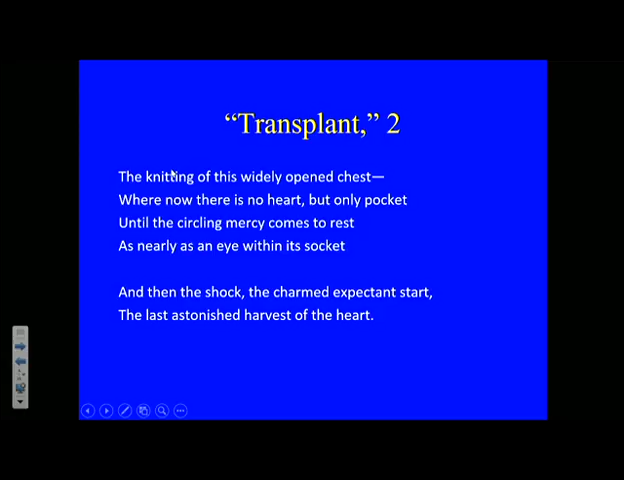 “Transplant,” 2
The knitting of this widely opened chest—
Where now there is no heart, but only pocket
Until the circling mercy comes to rest
As nearly as an eye within its socket
And then the shock, the charmed expectant start,
The last astonished harvest of the heart.